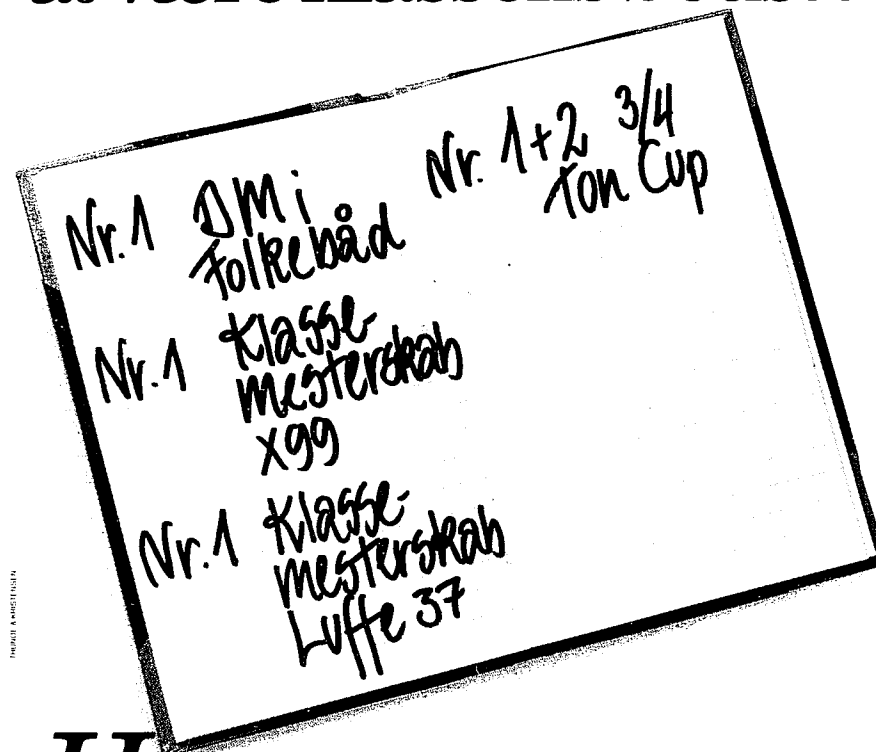 Nr. 1 DM i
Folkebåd
Nr. 1 Klasse-
mesterskab
X99
Nr. 1 Klasse-
mesterskab
Luffe 37
Nr. 1+2 3/4
Ton Cup